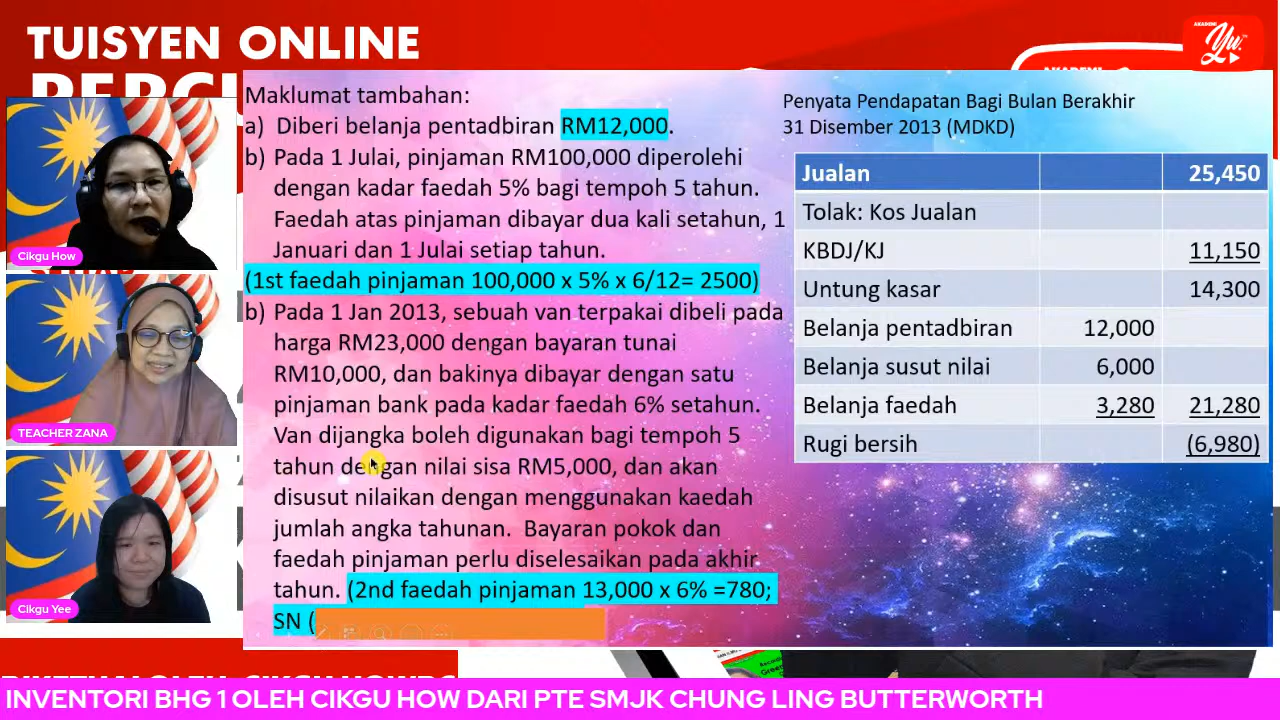 TUISYEN ONLINE
AKADEMI
Yu
Maklumat tambahan:
a) Diberi belanja pentadbiran RM12,000.
b) Pada 1 Julai, pinjaman RM100,000 diperolehi
dengan kadar faedah 5% bagi tempoh 5 tahun.
Faedah atas pinjaman dibayar dua kali setahun, 1
Januari dan 1 Julai setiap tahun.
(1st faedah pinjaman 100,000 x 5% x 6/12= 2500)
b) Pada 1 Jan 2013, sebuah van terpakai dibeli pada
harga RM23,000 dengan bayaran tunai
RM10,000, dan bakinya dibayar dengan satu
pinjaman bank pada kadar faedah 6% setahun.
Van dijangka boleh digunakan bagi tempoh 5
tahun dengan nilai sisa RM5,000, dan akan
disusut nilaikan dengan menggunakan kaedah
jumlah angka tahunan. Bayaran pokok dan
faedah pinjaman perlu diselesaikan pada akhir
tahun. (2nd faedah pinjaman 13,000 x 6% =780;
SN (
Penyata Pendapatan Bagi Bulan Berakhir
31 Disember 2013 (MDKD)
Jualan 25,450
Tolak: Kos Jualan
KBDJ/KJ 11,150
Untung kasar 14,300
Belanja pentadbiran 12,000
Belanja susut nilai 6,000
Belanja faedah 3,280 21,280
Rugi bersih (6,980)
Cikgu How
TEACHER ZANA
Cikgu Yee
INVENTORI BHG 1 OLEH CIKGU HOW DARI PTE SMJK CHUNG LING BUTTERWORTH